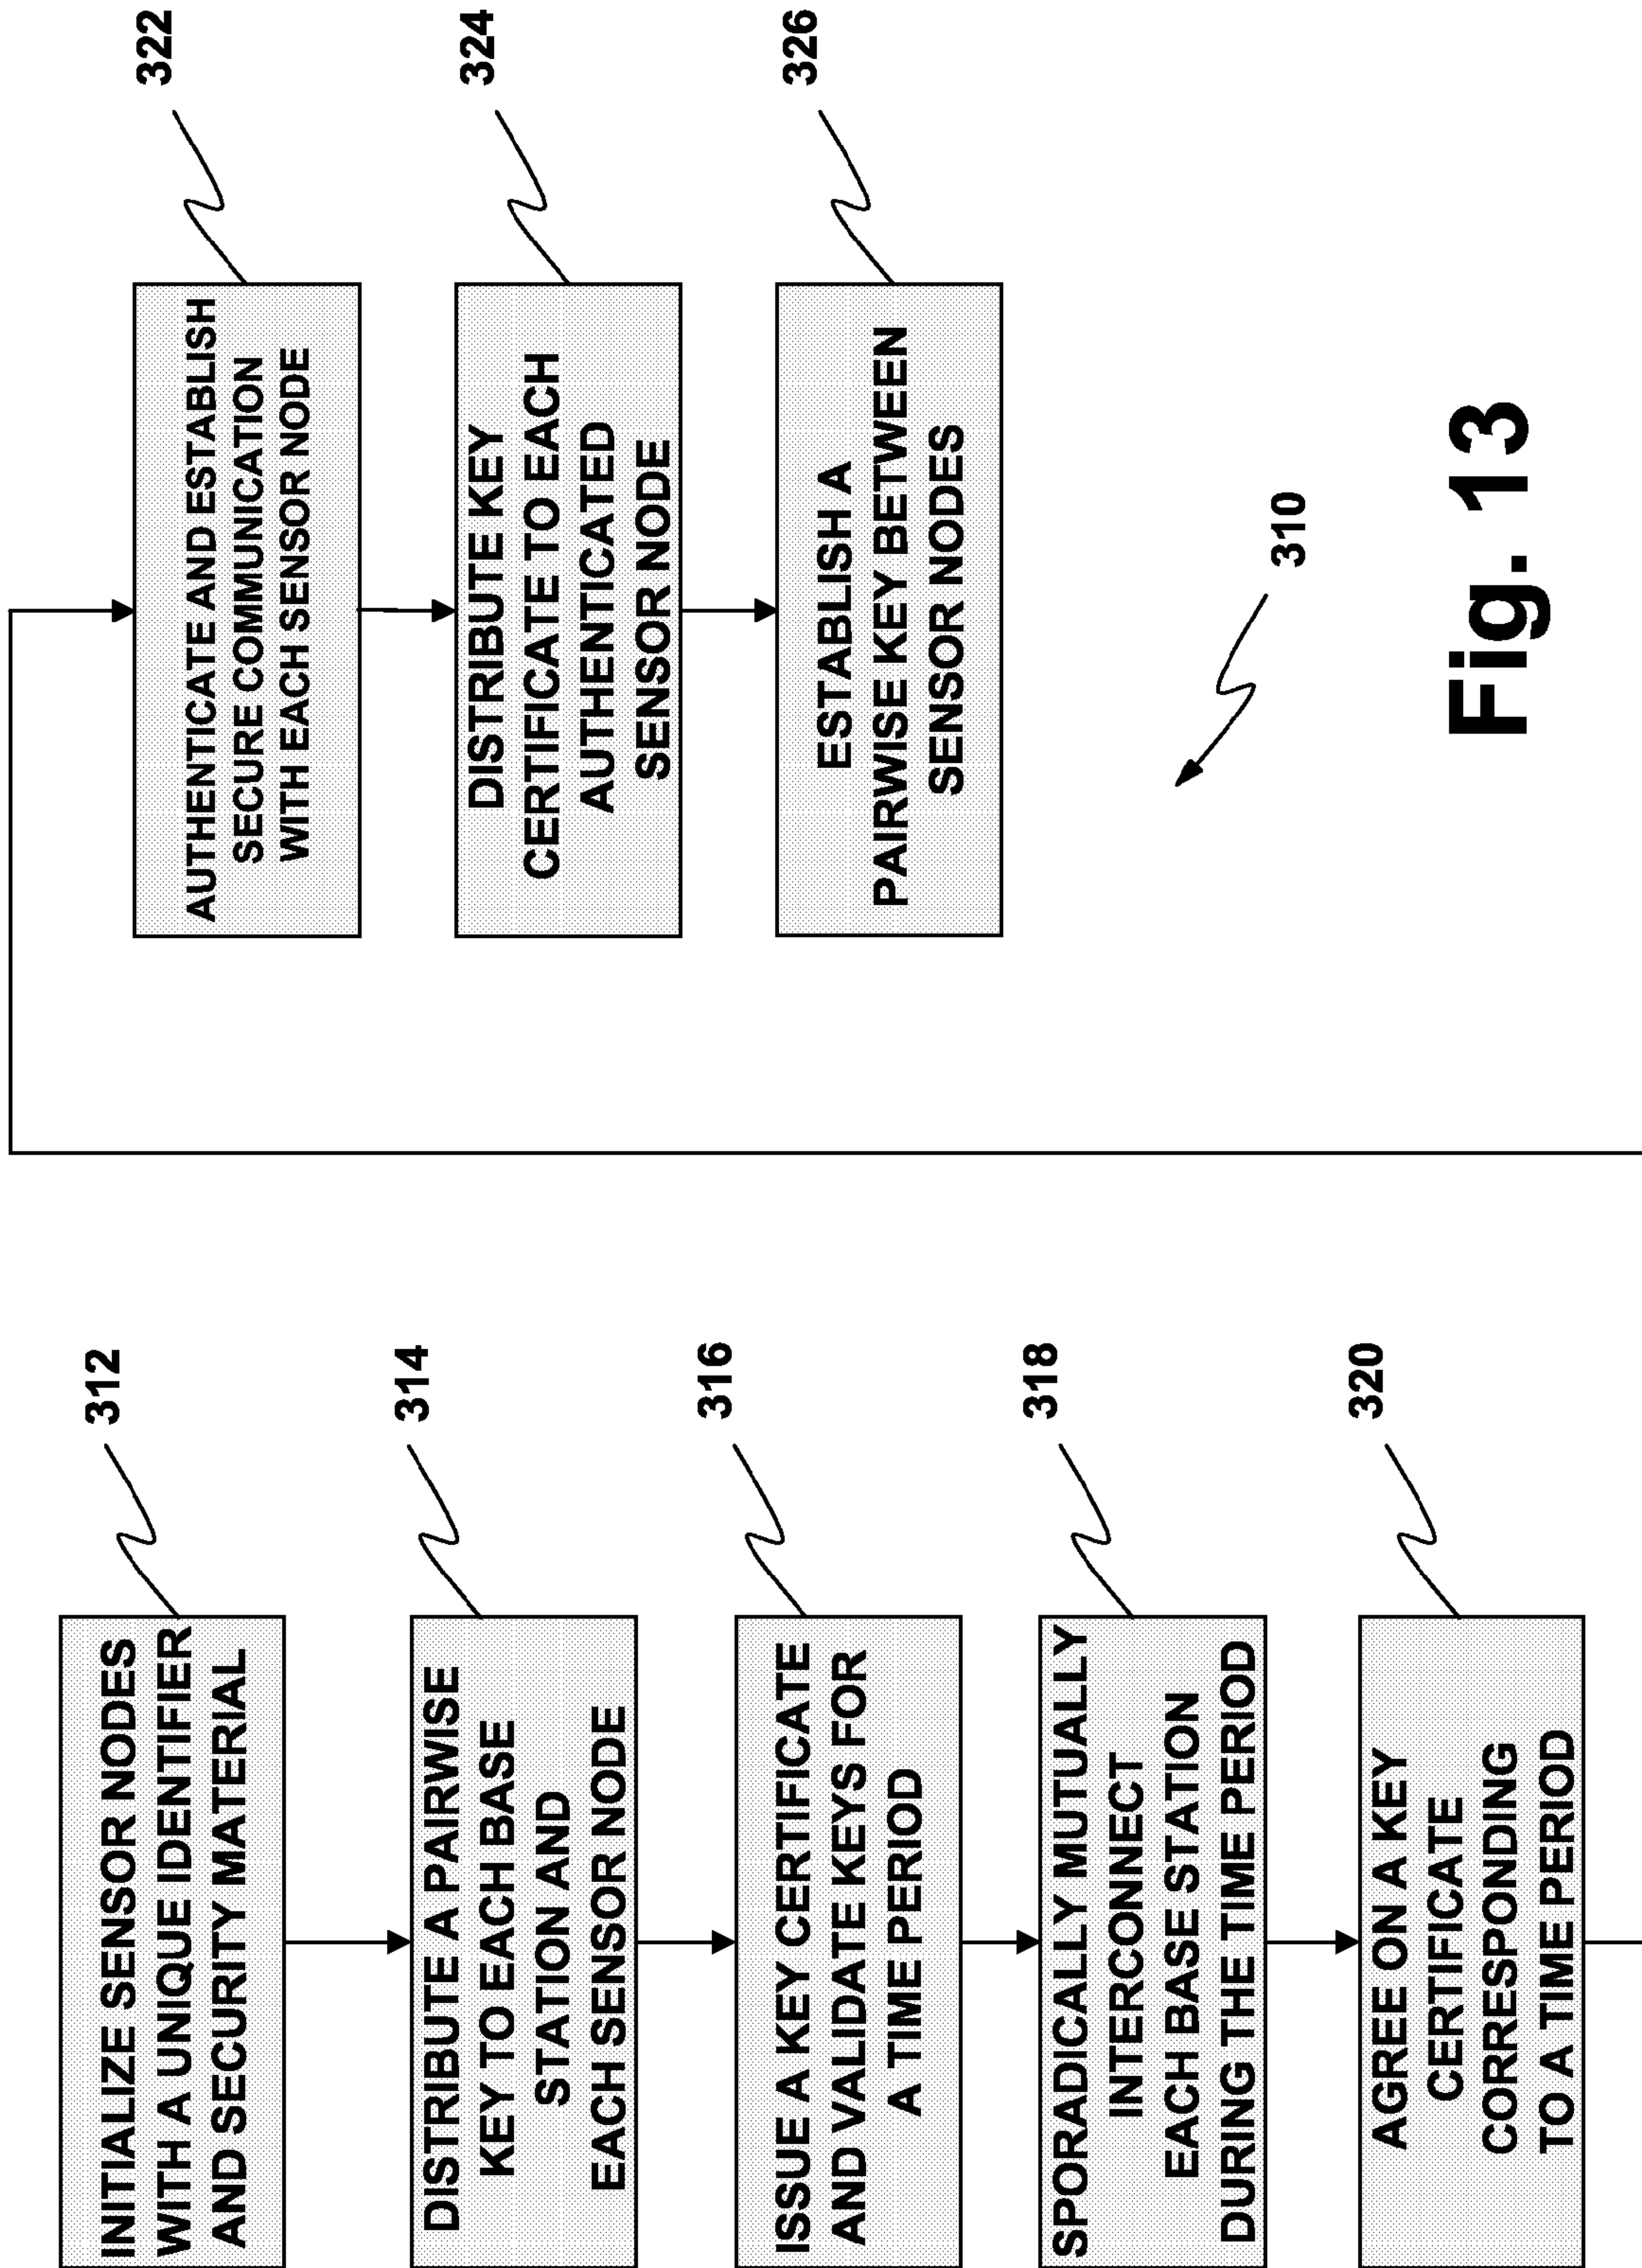 INITIALIZE SENSOR NODES
WITH A UNIQUE IDENTIFIER
AND SECURITY MATERIAL
312
DISTRIBUTE A PAIRWISE
KEY TO EACH BASE
STATION AND
EACH SENSOR NODE
314
ISSUE A KEY CERTIFICATE
AND VALIDATE KEYS FOR
A TIME PERIOD
316
SPORADICALLY MUTUALLY
INTERCONNECT
EACH BASE STATION
DURING THE TIME PERIOD
318
AGREE ON A KEY
CERTIFICATE
CORRESPONDING
TO A TIME PERIOD
320
AUTHENTICATE AND ESTABLISH
SECURE COMMUNICATION
WITH EACH SENSOR NODE
322
DISTRIBUTE KEY
CERTIFICATE TO EACH
AUTHENTICATED
SENSOR NODE
324
ESTABLISH A
PAIRWISE KEY BETWEEN
SENSOR NODES
326
310
Fig. 13